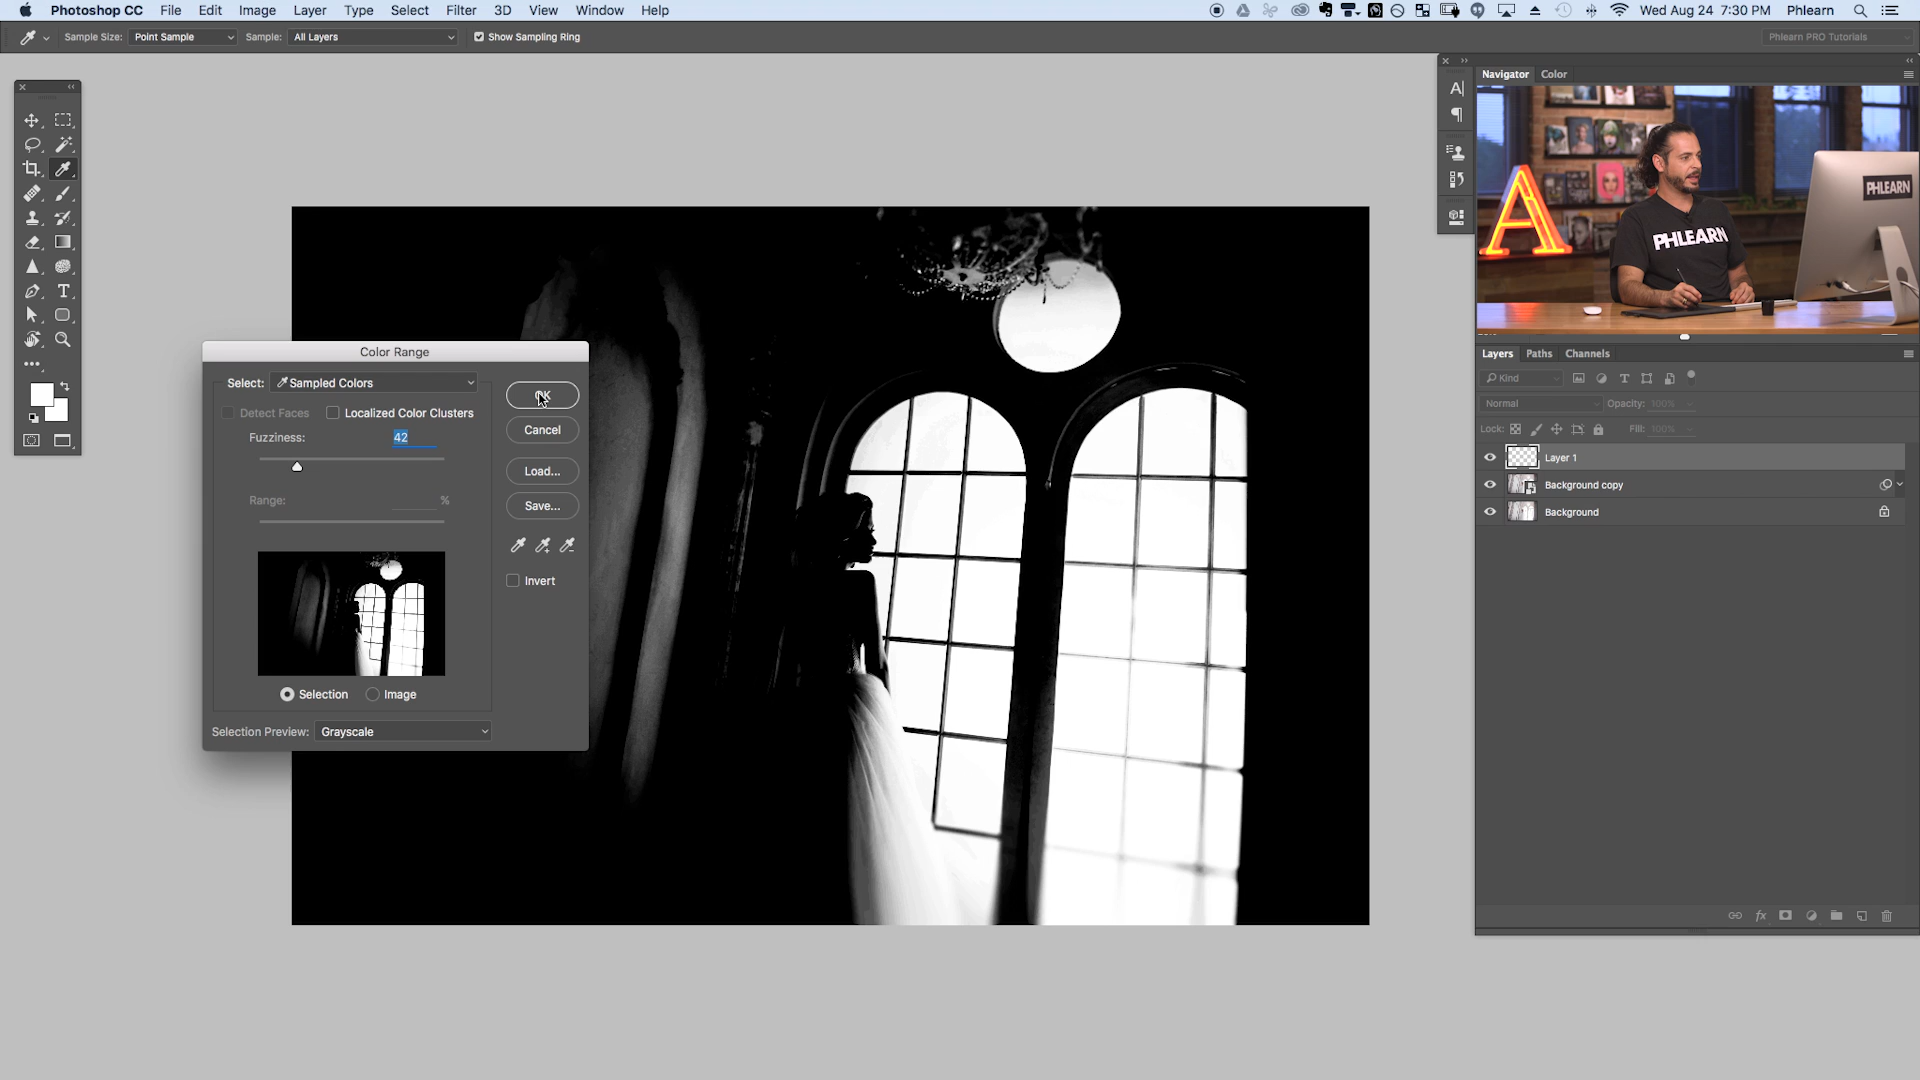 Photoshop CC File Edit Image Layer Type Select Filter 3D View Window Help Wed Aug 24 7:30 PM Phlearn
Sample Size: Point Sample Sample: All Layers Show Sampling Ring Phlearn PRO Tutorials
Navigator Color
A
PHLEARN
PHLEARN
Color Range
Select: Sampled Colors
OK
Detect Faces Localized Color Clusters
Fuzziness: 42
Cancel
Load...
Range: %
Save...
Invert
Selection Image
Selection Preview: Grayscale
Layers Paths Channels
Kind
Normal Opacity: 100%
Lock: Fill: 100%
Layer 1
Background copy
Background